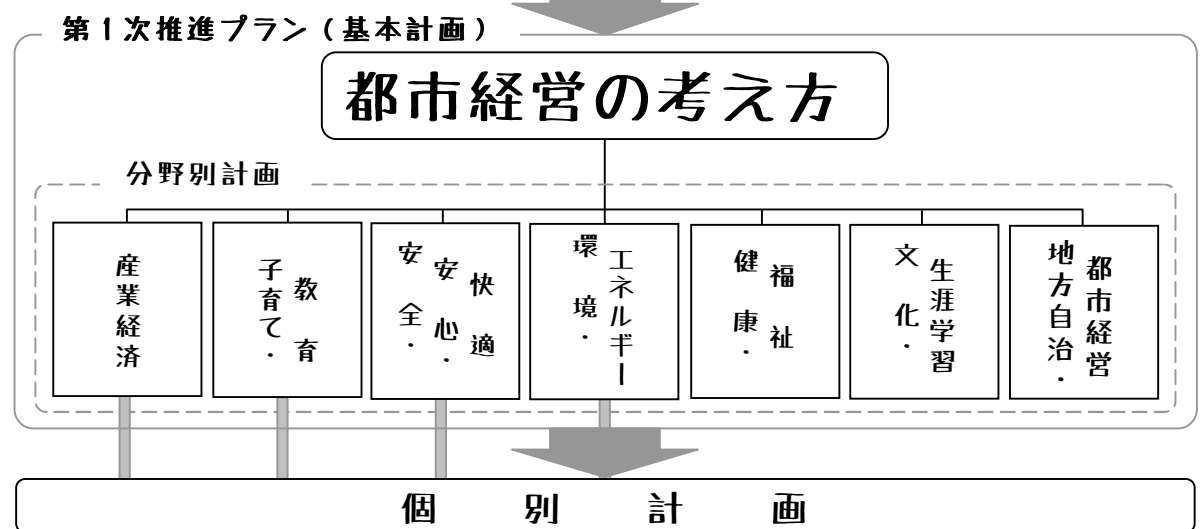 第１次推進プラン（基本計画）
都市経営の考え方
分野別計画
産業経済
子育て・
教育
安全・
安心・
快適
環境・
エネルギー
健康・
福祉
文化・
生涯学習
地方自治・
都市経営
個別計画